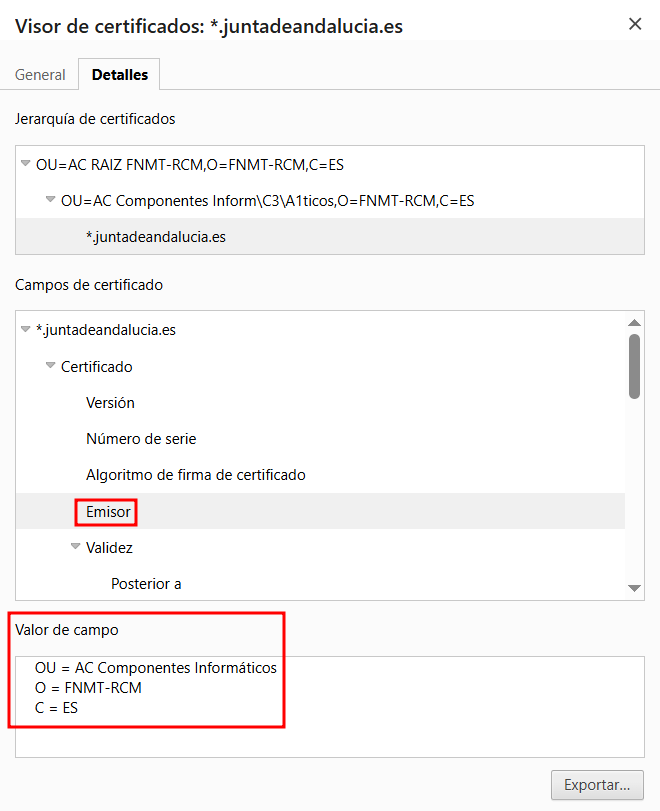 Visor de certificados: *.juntadeandalucia.es
General
Detalles
Jerarquía de certificados
OU=AC RAIZ FNMT-RCM,O=FNMT-RCM,C=ES
OU=AC Componentes Inform\C3\A1ticos,O=FNMT-RCM,C=ES
*.juntadeandalucia.es
Campos de certificado
*.juntadeandalucia.es
Certificado
Versión
Número de serie
Algoritmo de firma de certificado
Emisor
Validez
Posterior a
Valor de campo
OU = AC Componentes Informáticos
O = FNMT-RCM
C = ES
Exportar...